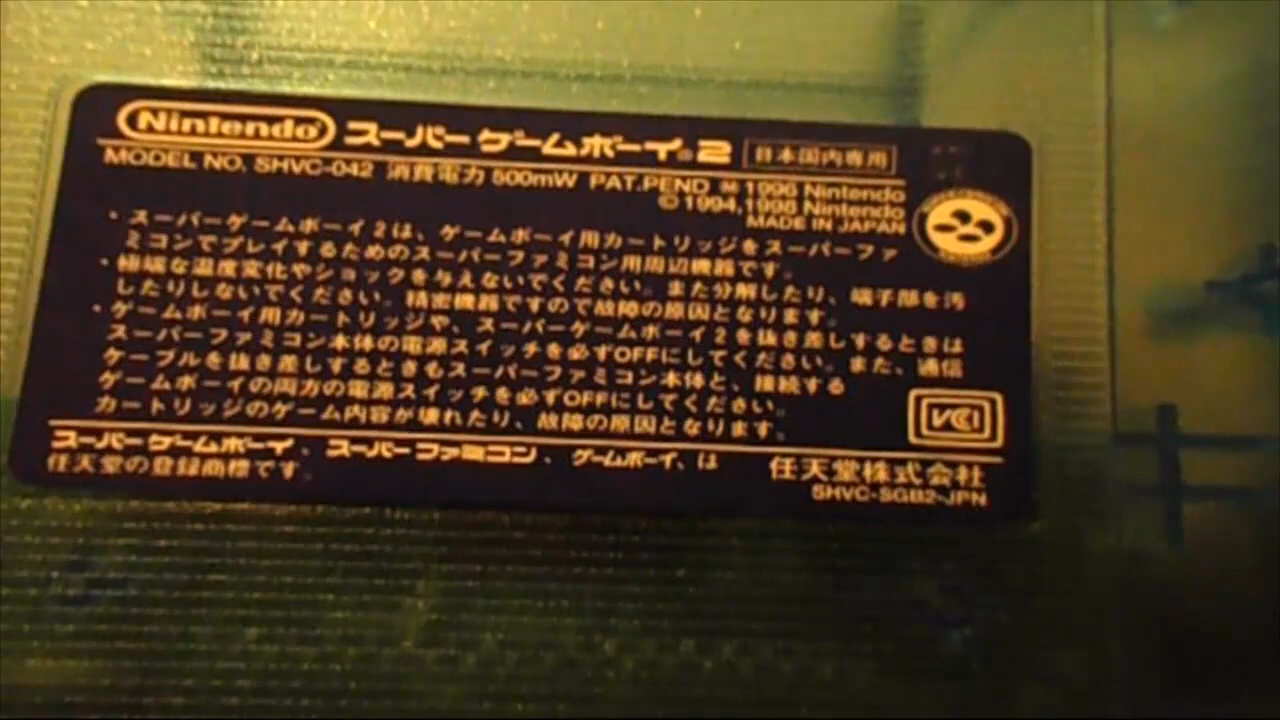 Nintendo スーパーゲームボーイ®2 日本国内専用
MODEL NO. SHVC-042 消費電力 500mW PAT.PEND Ⓜ 1996 Nintendo
© 1994,1998 Nintendo
MADE IN JAPAN
・スーパーゲームボーイ2は、ゲームボーイ用カートリッジをスーパーファ
ミコンでプレイするためのスーパーファミコン用周辺機器です。
・極端な温度変化やショックを与えないでください。また分解したり、端子部を汚
したりしないでください。精密機器ですので故障の原因となります。
・ゲームボーイ用カートリッジや、スーパーゲームボーイ2を抜き差しするときは
スーパーファミコン本体の電源スイッチを必ずOFFにしてください。また、通信
ケーブルを抜き差しするときもスーパーファミコン本体と、接続する
ゲームボーイの両方の電源スイッチを必ずOFFにしてください。
カートリッジのゲーム内容が壊れたり、故障の原因となります。
VCCI
スーパーゲームボーイ、スーパーファミコン、ゲームボーイ、は
任天堂の登録商標です。
任天堂株式会社
SHVC-SGB2-JPN